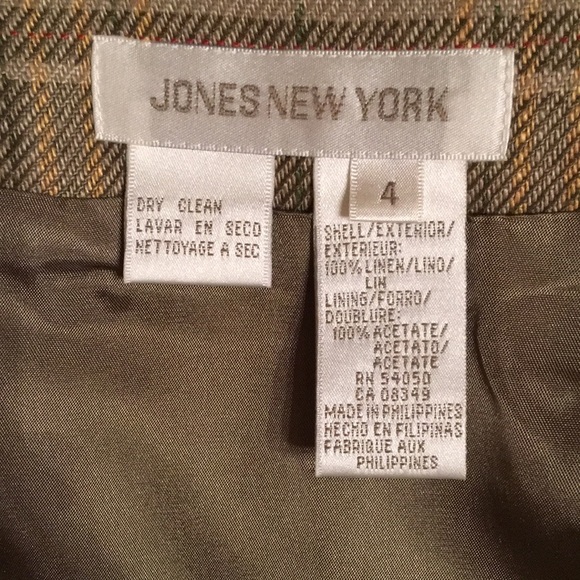 JONES NEW YORK
DRY CLEAN
LAVAR EN SECO
NETTOYAGE A SEC
4
SHELL/EXTERIOR/
EXTERIEUR:
100% LINEN/LINO/
LIN
LINING/FORRO/
DOUBLURE:
100% ACETATE/
ACETATO/
ACETATE
RN 54050
CA 08349
MADE IN PHILIPPINES
HECHO EN FILIPINAS
FABRIQUE AUX
PHILIPPINES